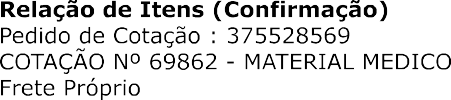 Relação de Itens (Confirmação)
Pedido de Cotação : 375528569
COTAÇÃO Nº 69862 - MATERIAL MEDICO
Frete Próprio